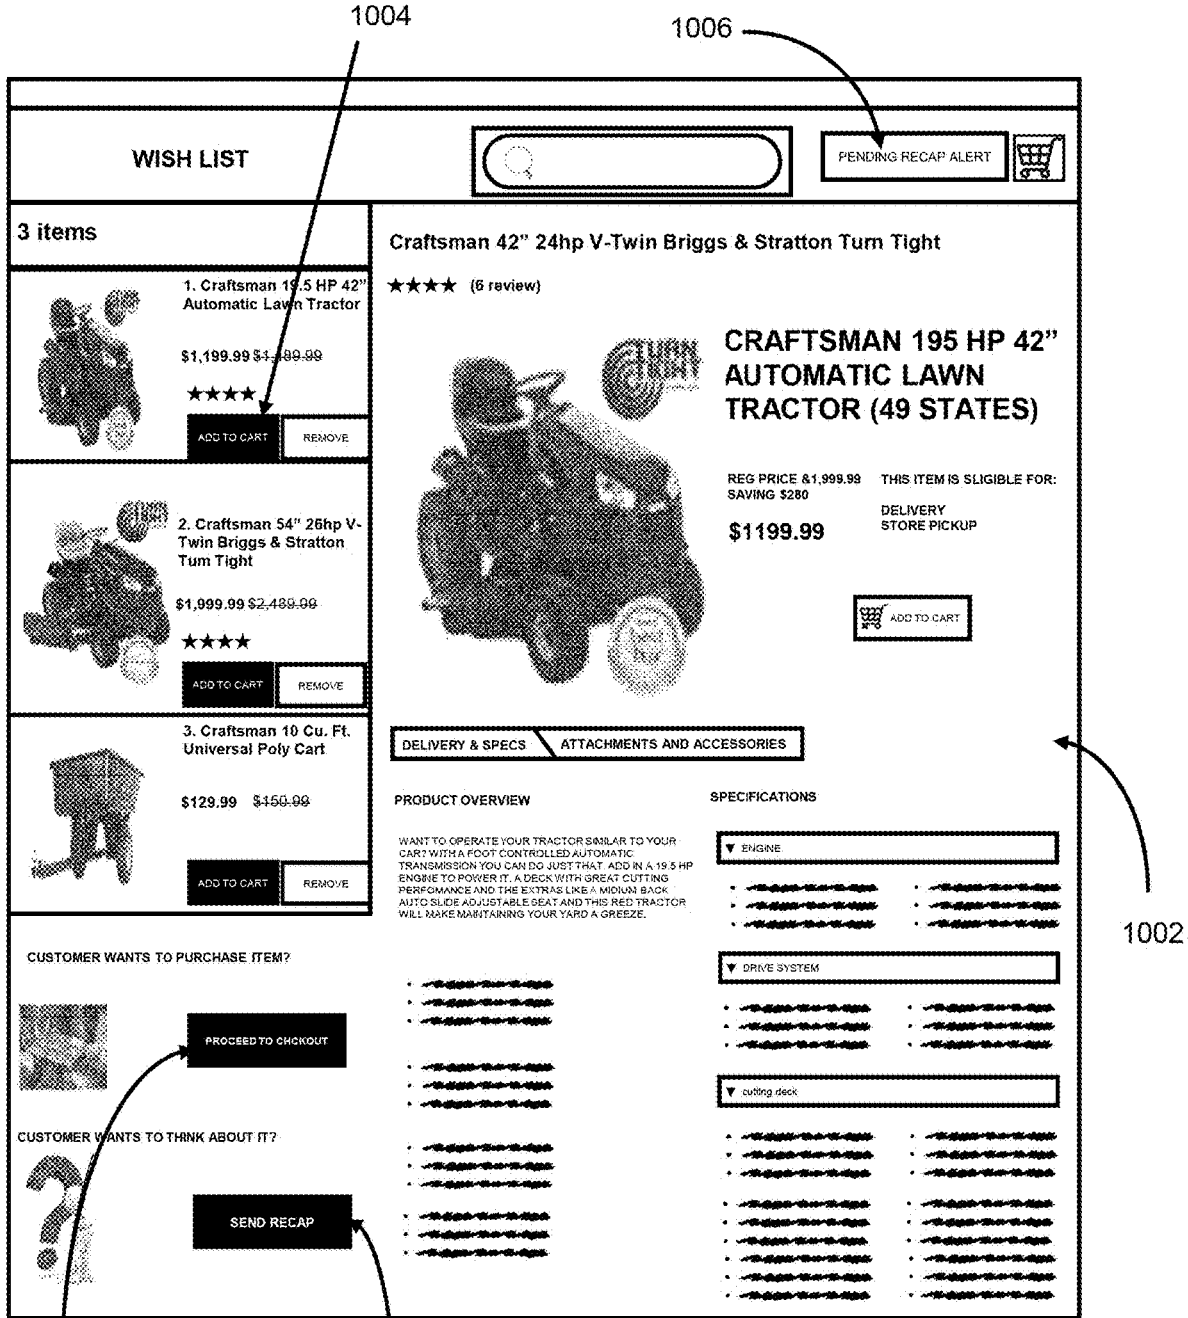 1004
1006
WISH LIST
PENDING RECAP ALERT
3 items
1. Craftsman 19.5 HP 42”
Automatic Lawn Tractor
$1,199.99 $1,489.99
ADD TO CART
REMOVE
2. Craftsman 54” 26hp V-
Twin Briggs & Stratton
Turn Tight
$1,999.99 $2,489.99
ADD TO CART
REMOVE
3. Craftsman 10 Cu. Ft.
Universal Poly Cart
$129.99 $150.99
ADD TO CART
REMOVE
CUSTOMER WANTS TO PURCHASE ITEM?
PROCEED TO CHCKOUT
CUSTOMER WANTS TO THINK ABOUT IT?
SEND RECAP
Craftsman 42” 24hp V-Twin Briggs & Stratton Turn Tight
(6 review)
TURN
CRAFTSMAN 195 HP 42”
AUTOMATIC LAWN
TRACTOR (49 STATES)
REG PRICE &1,999.99
SAVING $280
$1199.99
THIS ITEM IS SLIGIBLE FOR:
DELIVERY
STORE PICKUP
ADD TO CART
DELIVERY & SPECS
ATTACHMENTS AND ACCESSORIES
PRODUCT OVERVIEW
WANT TO OPERATE YOUR TRACTOR SIMILAR TO YOUR
CAR? WITH A FOOT CONTROLLED AUTOMATIC
TRANSMISSION YOU CAN DO JUST THAT. ADD IN A 19.5 HP
ENGINE TO POWER IT. A DECK WITH GREAT CUTTING
PERFOMANCE AND THE EXTRAS LIKE A MIDIUM BACK
AUTO SLIDE ADJUSTABLE SEAT AND THIS RED TRACTOR
WILL MAKE MAINTAINING YOUR YARD A GREEZE.
SPECIFICATIONS
ENGINE
DRIVE SYSTEM
cutting deck
1002